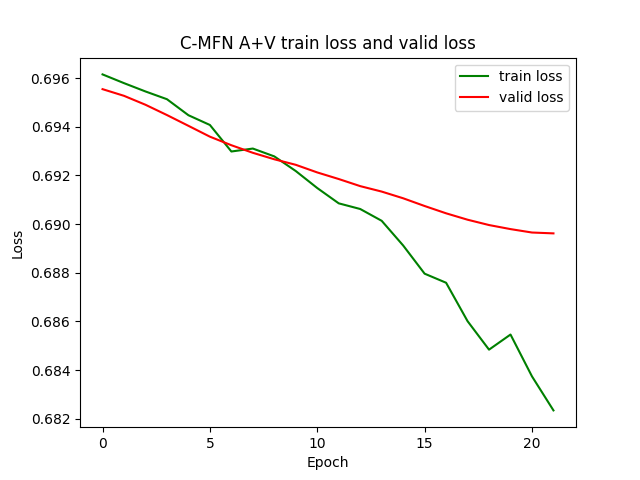 C-MFN A+V train loss and valid loss
train loss
valid loss
0.696
0.694
0.692
0.690
0.688
0.686
0.684
0.682
Loss
0 5 10 15 20
Epoch